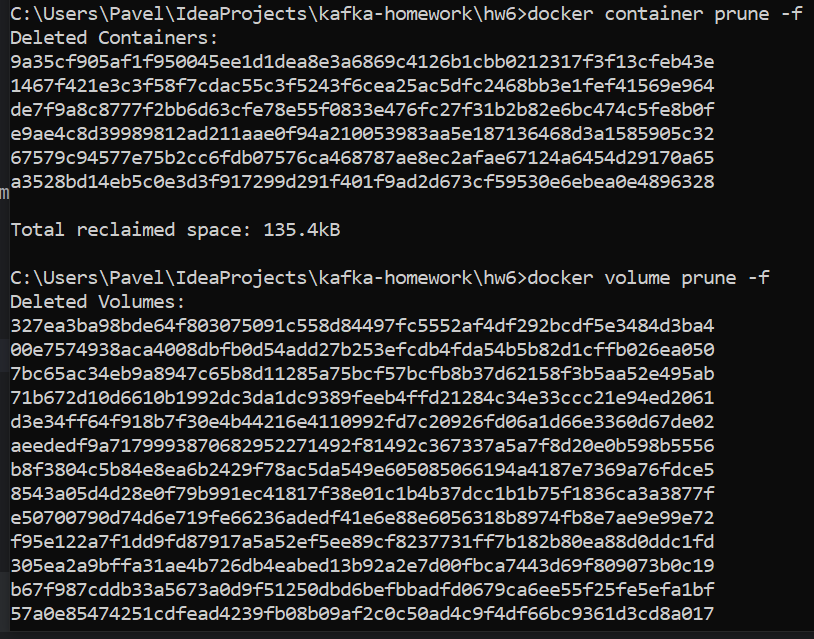 C:\Users\Pavel\IdeaProjects\kafka-homework\hw6>docker container prune -f
Deleted Containers:
9a35cf905af1f950045ee1d1dea8e3a6869c4126b1cbb0212317f3f13cfeb43e
1467f421e3c3f58f7cdac55c3f5243f6cea25ac5dfc2468bb3e1fef41569e964
de7f9a8c8777f2bb6d63cfe78e55f0833e476fc27f31b2b82e6bc474c5fe8b0f
e9ae4c8d39989812ad211aae0f94a210053983aa5e187136468d3a1585905c32
67579c94577e75b2cc6fdb07576ca468787ae8ec2afae67124a6454d29170a65
a3528bd14eb5c0e3d3f917299d291f401f9ad2d673cf59530e6ebea0e4896328
m
Total reclaimed space: 135.4kB
C:\Users\Pavel\IdeaProjects\kafka-homework\hw6>docker volume prune -f
Deleted Volumes:
327ea3ba98bde64f803075091c558d84497fc5552af4df292bcdf5e3484d3ba4
00e7574938aca4008dbfb0d54add27b253efcdb4fda54b5b82d1cffb026ea050
7bc65ac34eb9a8947c65b8d11285a75bcf57bcfb8b37d62158f3b5aa52e495ab
71b672d10d6610b1992dc3da1dc9389feeb4ffd21284c34e33ccc21e94ed2061
d3e34ff64f918b7f30e4b44216e4110992fd7c20926fd06a1d66e3360d67de02
aeededf9a7179993870682952271492f81492c367337a5a7f8d20e0b598b5556
b8f3804c5b84e8ea6b2429f78ac5da549e605085066194a4187e7369a76fdce5
8543a05d4d28e0f79b991ec41817f38e01c1b4b37dcc1b1b75f1836ca3a3877f
e50700790d74d6e719fe66236adedf41e6e88e6056318b8974fb8e7ae9e99e72
f95e122a7f1dd9fd87917a5a52ef5ee89cf8237731ff7b182b80ea88d0ddc1fd
305ea2a9bffa31ae4b726db4eabed13b92a2e7d00fbca7443d69f809073b0c19
b67f987cddb33a5673a0d9f51250dbd6befbbadfd0679ca6ee55f25fe5efa1bf
57a0e85474251cdfead4239fb08b09af2c0c50ad4c9f4df66bc9361d3cd8a017